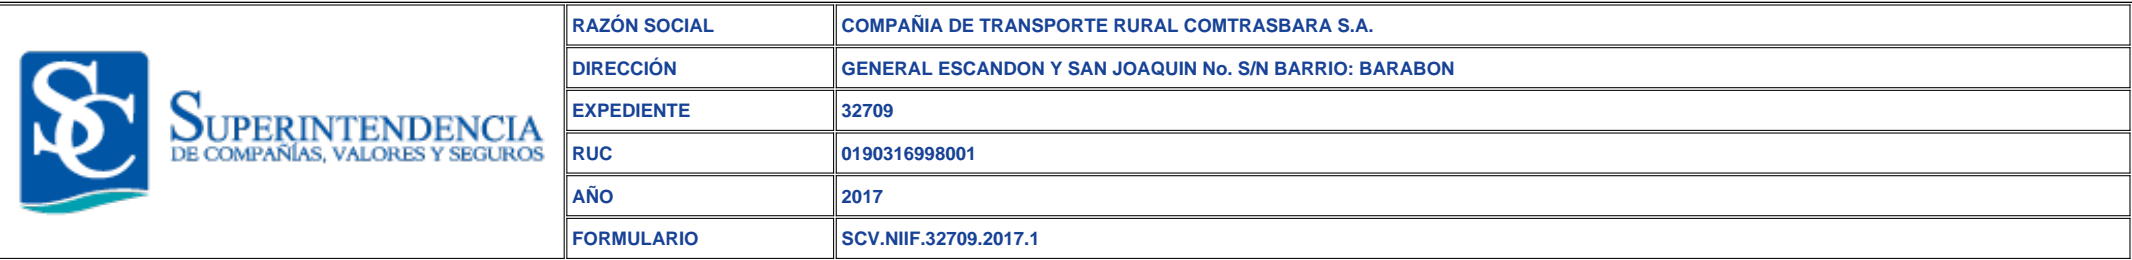 SC
SUPERINTENDENCIA
DE COMPAÑÍAS, VALORES Y SEGUROS
RAZÓN SOCIAL COMPAÑIA DE TRANSPORTE RURAL COMTRASBARA S.A.
DIRECCIÓN GENERAL ESCANDON Y SAN JOAQUIN No. S/N BARRIO: BARABON
EXPEDIENTE 32709
RUC 0190316998001
AÑO 2017
FORMULARIO SCV.NIIF.32709.2017.1